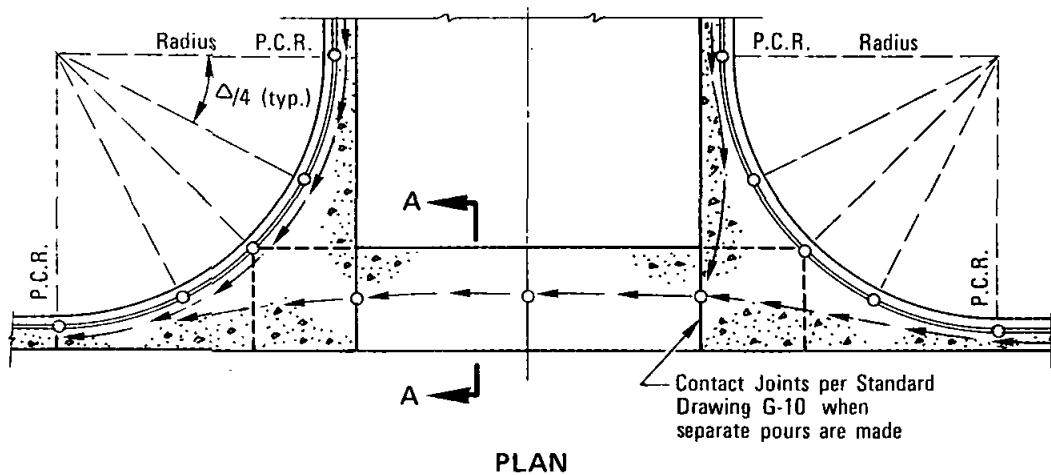 Radius
P.C.R.
P.C.R.
Radius
Δ/4 (typ.)
A
P.C.R.
P.C.R.
A
Contact Joints per Standard
Drawing G-10 when
separate pours are made
PLAN